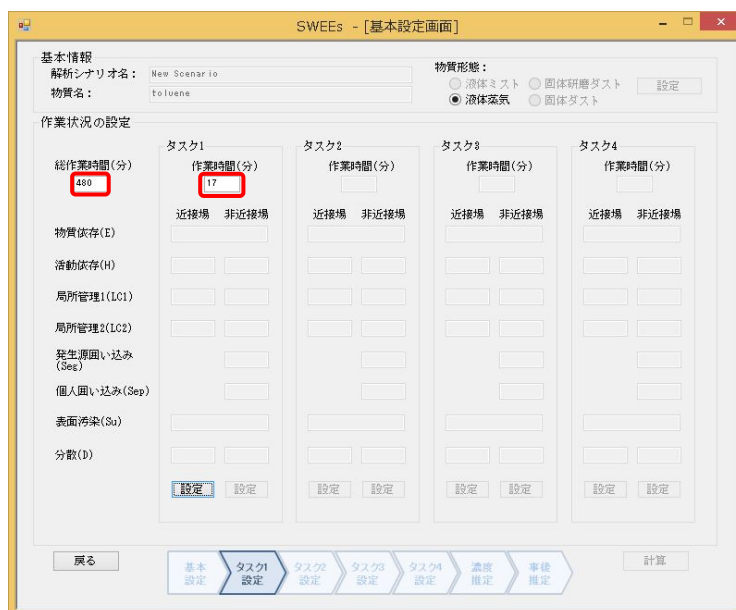 SWEEs - [基本設定画面]
基本情報
解析シナリオ名： New Scenario
物質名： toluene
物質形態：
液体ミスト 固体研磨ダスト
液体蒸気 固体ダスト
設定
作業状況の設定
タスク1 タスク2 タスク3 タスク4
総作業時間(分) 作業時間(分) 作業時間(分) 作業時間(分) 作業時間(分)
480 17
近接場 非近接場 近接場 非近接場 近接場 非近接場 近接場 非近接場
物質依存(E)
活動依存(H)
局所管理1(LC1)
局所管理2(LC2)
発生源囲い込み
(Seg)
個人囲い込み(Sep)
表面汚染(Su)
分散(D)
設定 設定 設定 設定 設定 設定 設定 設定
戻る
基本 タスク1 タスク2 タスク3 タスク4 濃度 事後
設定 設定 設定 設定 設定 推定 推定
計算